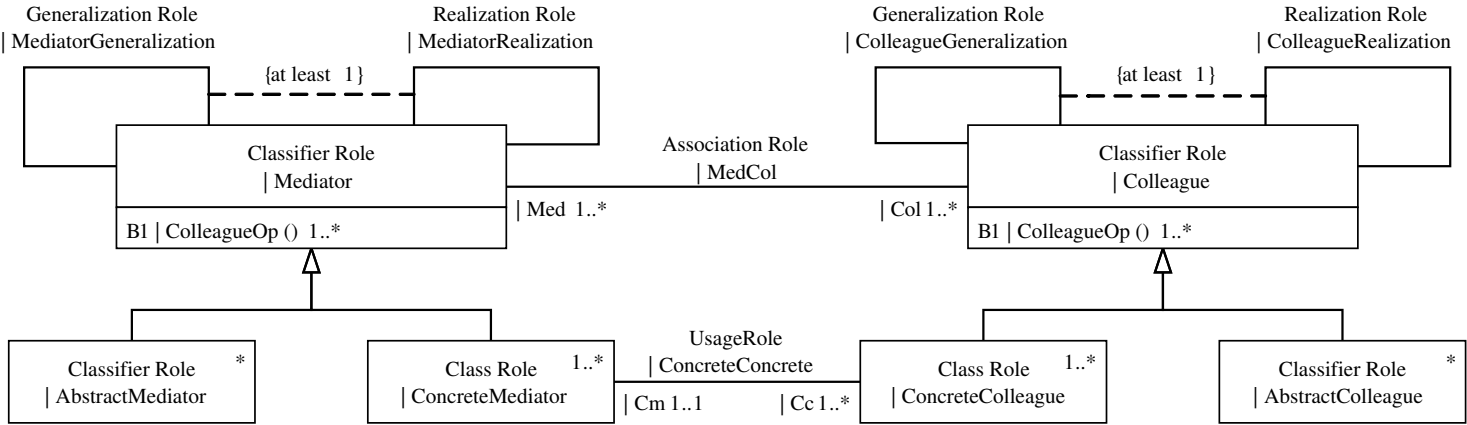 Generalization Role
| MediatorGeneralization
Realization Role
| MediatorRealization
Generalization Role
| ColleagueGeneralization
Realization Role
| ColleagueRealization
{at least 1}
{at least 1}
Classifier Role
| Mediator
B1 | ColleagueOp () 1..*
Association Role
| MedCol
| Med 1..*
| Col 1..*
Classifier Role
| Colleague
B1 | ColleagueOp () 1..*
Classifier Role *
| AbstractMediator
Class Role 1..*
| ConcreteMediator
UsageRole
| ConcreteConcrete
| Cm 1..1
| Cc 1..*
Class Role 1..*
| ConcreteColleague
Classifier Role *
| AbstractColleague